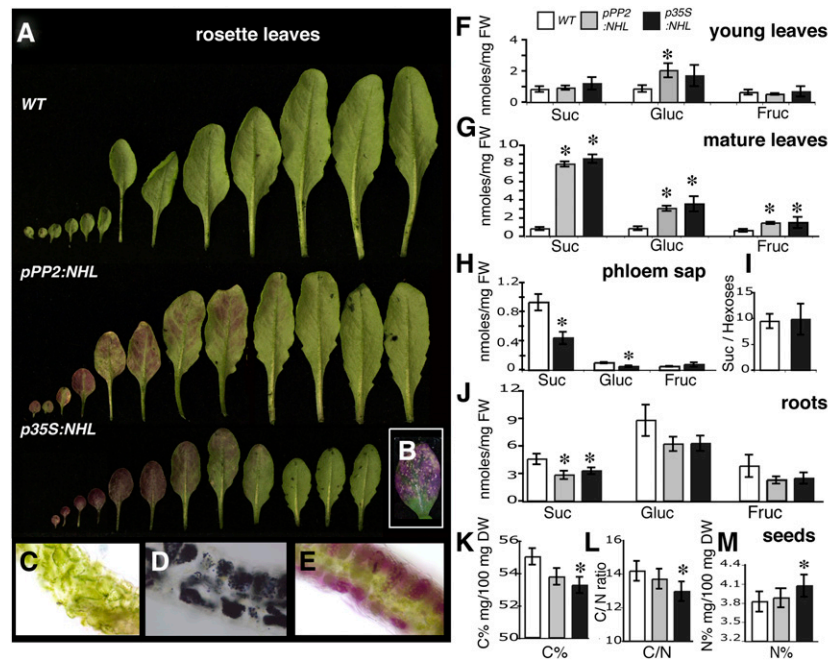 A
rosette leaves
WT
pPP2:NHL
p35S:NHL
B
C
D
E
F
WT
pPP2
:NHL
p35S
:NHL
young leaves
nmoles/mg FW
4
2
0
*
Suc
Gluc
Fruc
G
mature leaves
nmoles/mg FW
10
8
6
4
2
0
* *
* *
* *
Suc
Gluc
Fruc
H
phloem sap
nmoles/mg FW
1.2
0.8
0.4
0
*
*
Suc
Gluc
Fruc
I
Suc / Hexoses
15
10
5
0
J
roots
nmoles/mg FW
12
9
6
3
0
* *
Suc
Gluc
Fruc
K
C% mg/100 mg DW
56
54
52
50
*
C%
L
C/ N ratio
16
14
12
*
C/N
M
seeds
N% mg/100 mg DW
4.4
4.1
3.8
3.5
3.2
*
N%